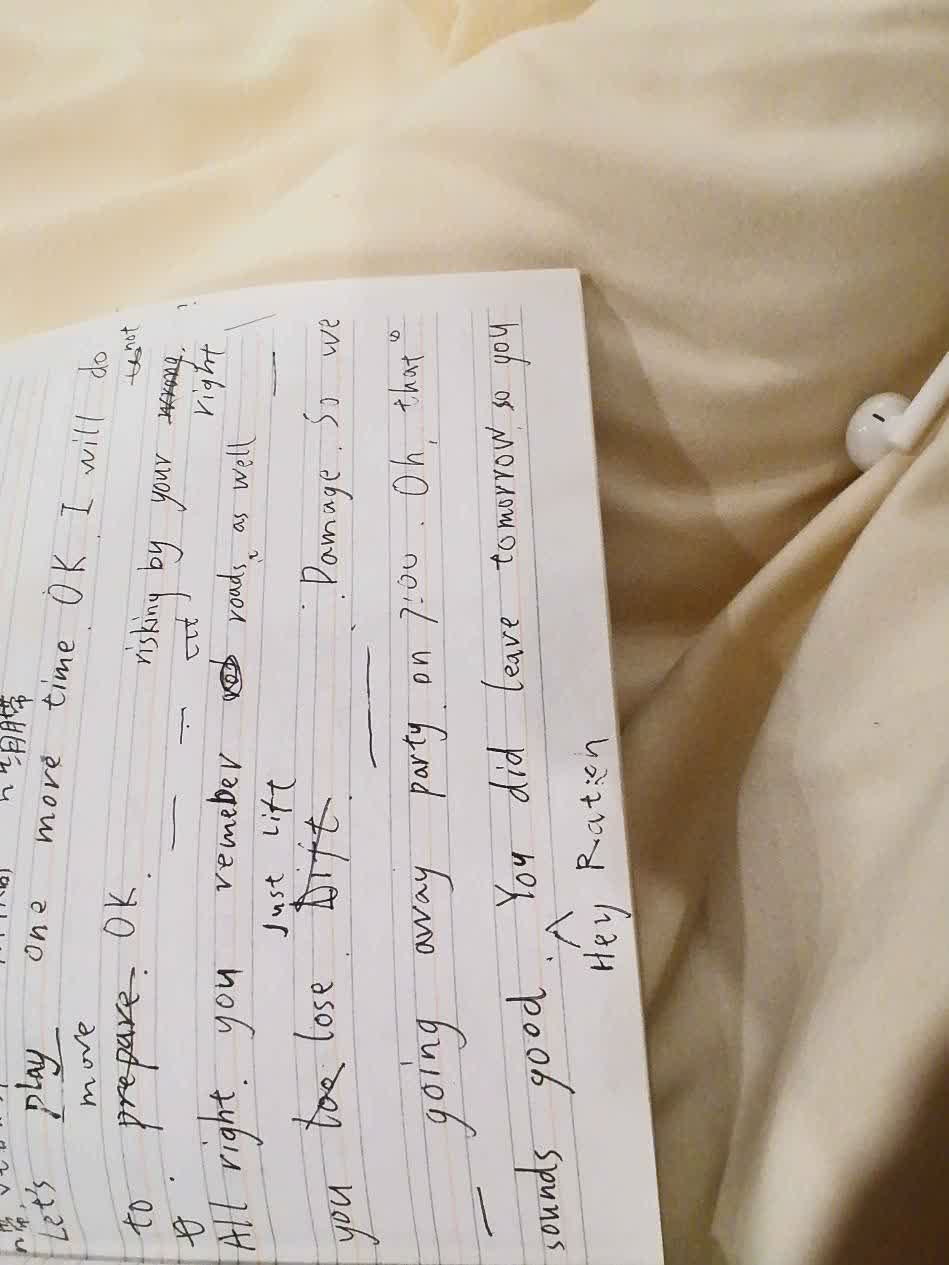 Let's play one more time. OK. I will do
move not
to prepare. OK. risking by your wrong.
cut right
All right. you remeber roads, as well
Just Lift
you too lose. Dift. Damage. So we
going away party on 7:00. Oh, that
sounds good. You did leave tomorrow, so you
Hey Ratien